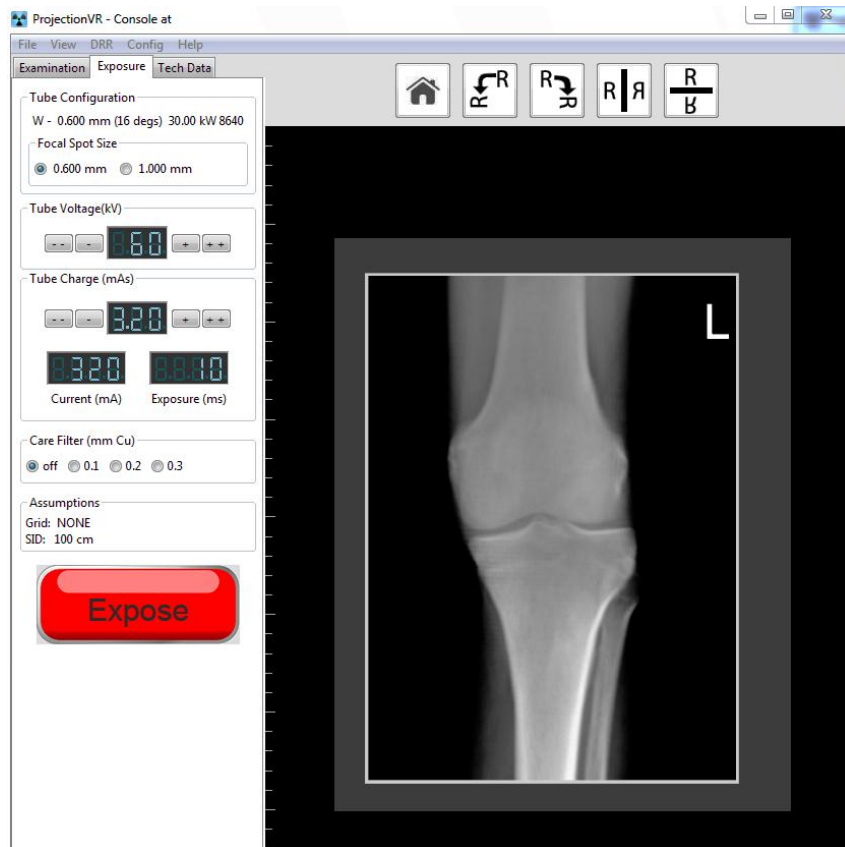 ProjectionVR - Console at
File View DRR Config Help
Examination Exposure Tech Data
R R R R R Я R
R
Tube Configuration
W - 0.600 mm (16 degs) 30.00 kW 8640
Focal Spot Size
0.600 mm 1.000 mm
Tube Voltage(kV)
-- - 60 + ++
Tube Charge (mAs)
-- - 3.20 + ++
320 10
Current (mA) Exposure (ms)
Care Filter (mm Cu)
off 0.1 0.2 0.3
Assumptions
Grid: NONE
SID: 100 cm
Expose
L